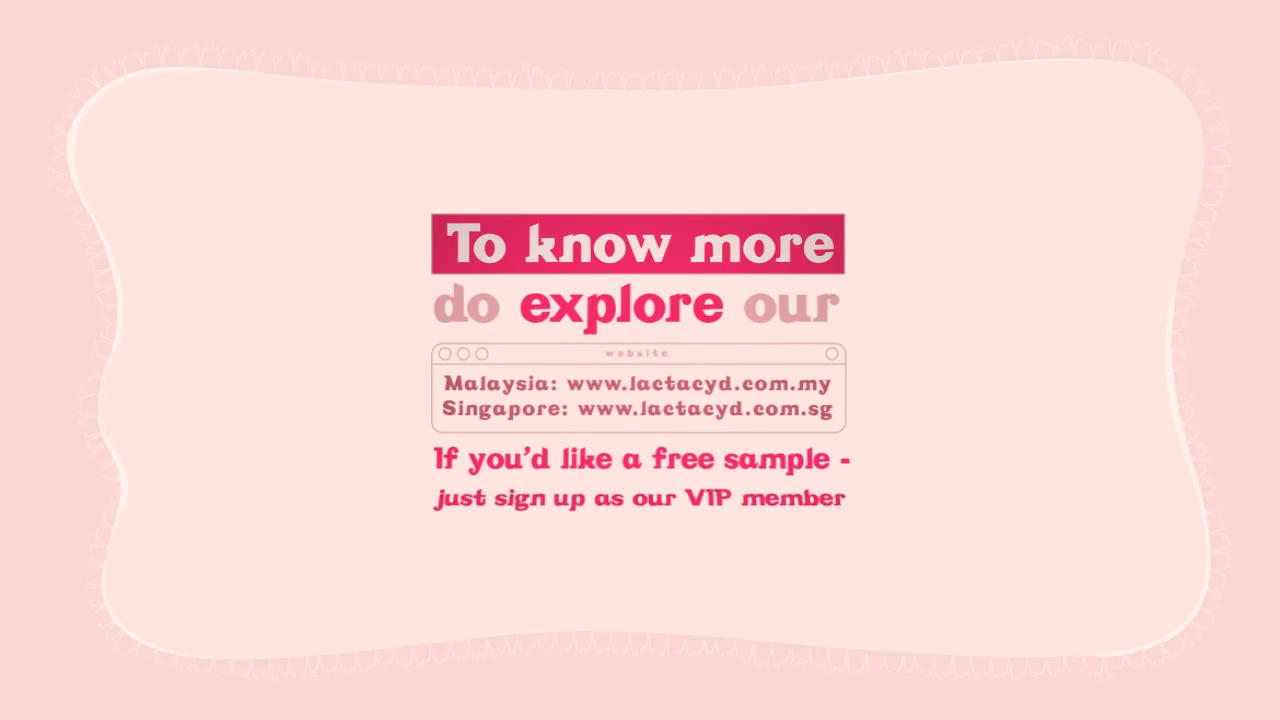 To know more
do explore our
website
Malaysia: www.lactacyd.com.my
Singapore: www.lactacyd.com.sg
If you'd like a free sample -
just sign up as our VIP member